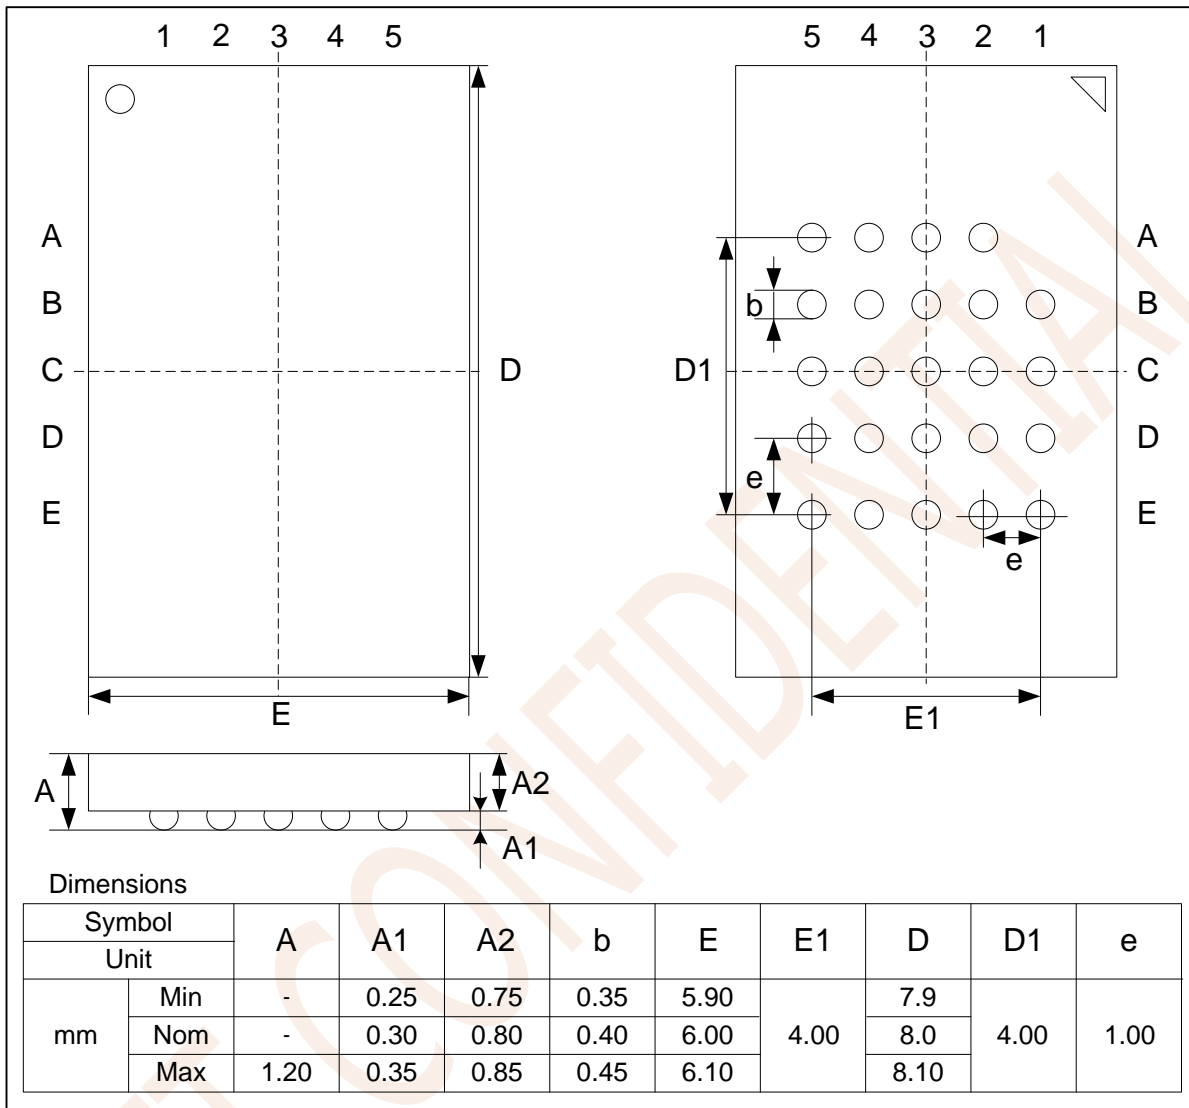 1 2 3 4 5
5 4 3 2 1
A
B
C
D
E
D
E
A
B
C
D
E
b
D1
e
e
E1
A
A2
A1
Dimensions
Symbol A A1 A2 b E E1 D D1 e
Unit
mm Min - 0.25 0.75 0.35 5.90 4.00 7.9 4.00 1.00
Nom - 0.30 0.80 0.40 6.00 8.0
Max 1.20 0.35 0.85 0.45 6.10 8.10
CONFIDENTIAL